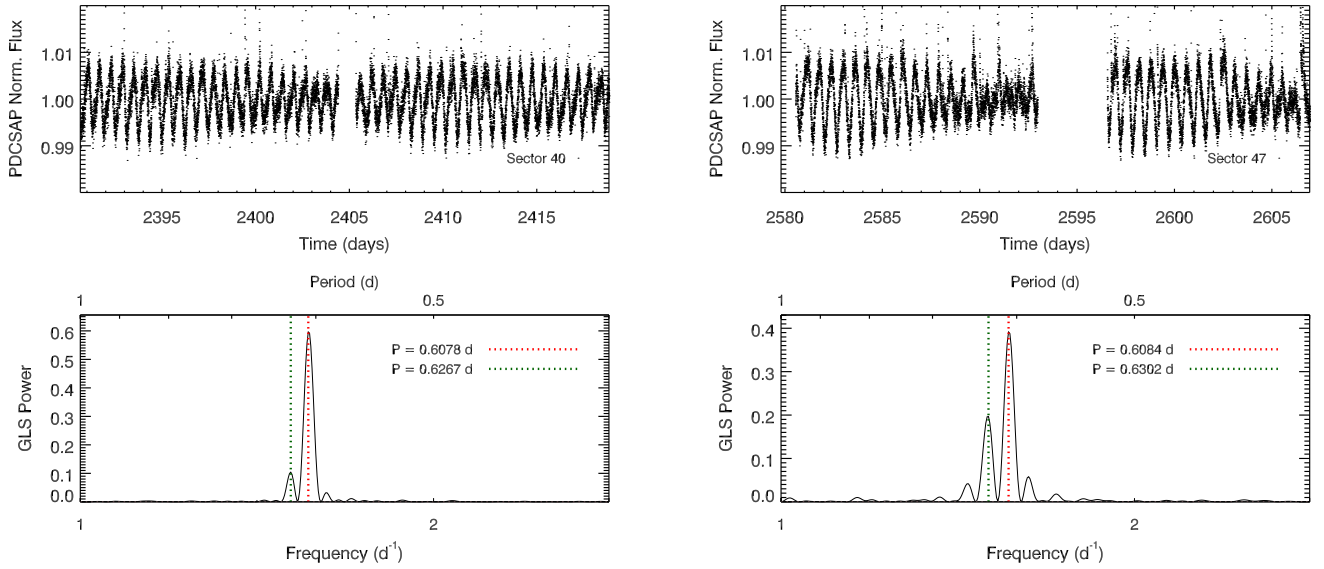 PDCSAP Norm. Flux
1.01
1.00
0.99
Sector 40
2395 2400 2405 2410 2415
Time (days)
PDCSAP Norm. Flux
1.01
1.00
0.99
Sector 47
2580 2585 2590 2595 2600 2605
Time (days)
Period (d)
1 0.5
GLS Power
0.6
0.5
0.4
0.3
0.2
0.1
0.0
P = 0.6078 d
P = 0.6267 d
1 2
Frequency (d-1)
Period (d)
1 0.5
GLS Power
0.4
0.3
0.2
0.1
0.0
P = 0.6084 d
P = 0.6302 d
1 2
Frequency (d-1)